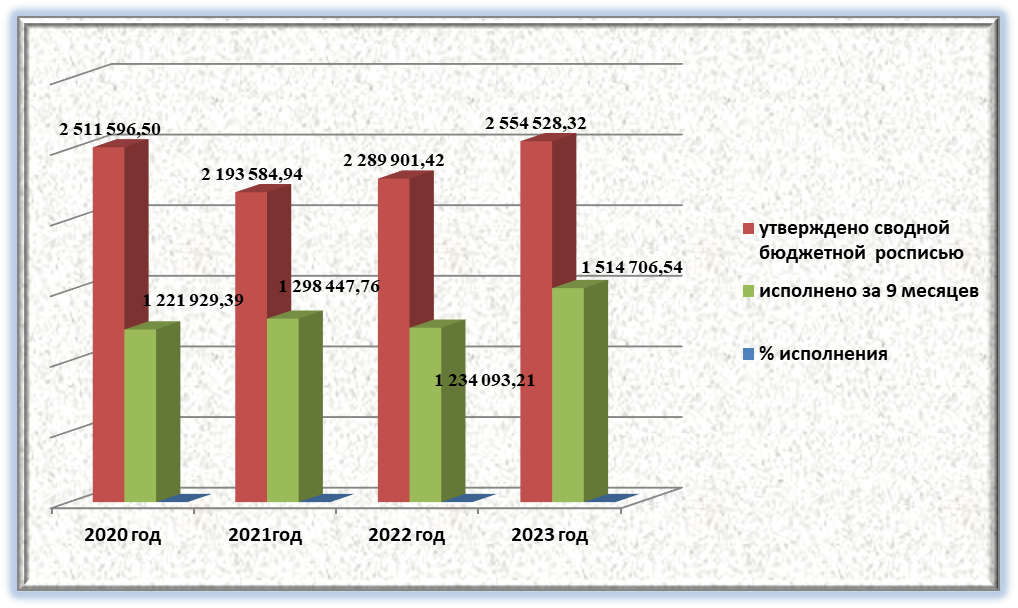 2 511 596,50
2 193 584,94
2 289 901,42
2 554 528,32
1 221 929,39
1 298 447,76
1 234 093,21
1 514 706,54
утверждено сводной
бюджетной росписью
исполнено за 9 месяцев
% исполнения
2020 год
2021год
2022 год
2023 год